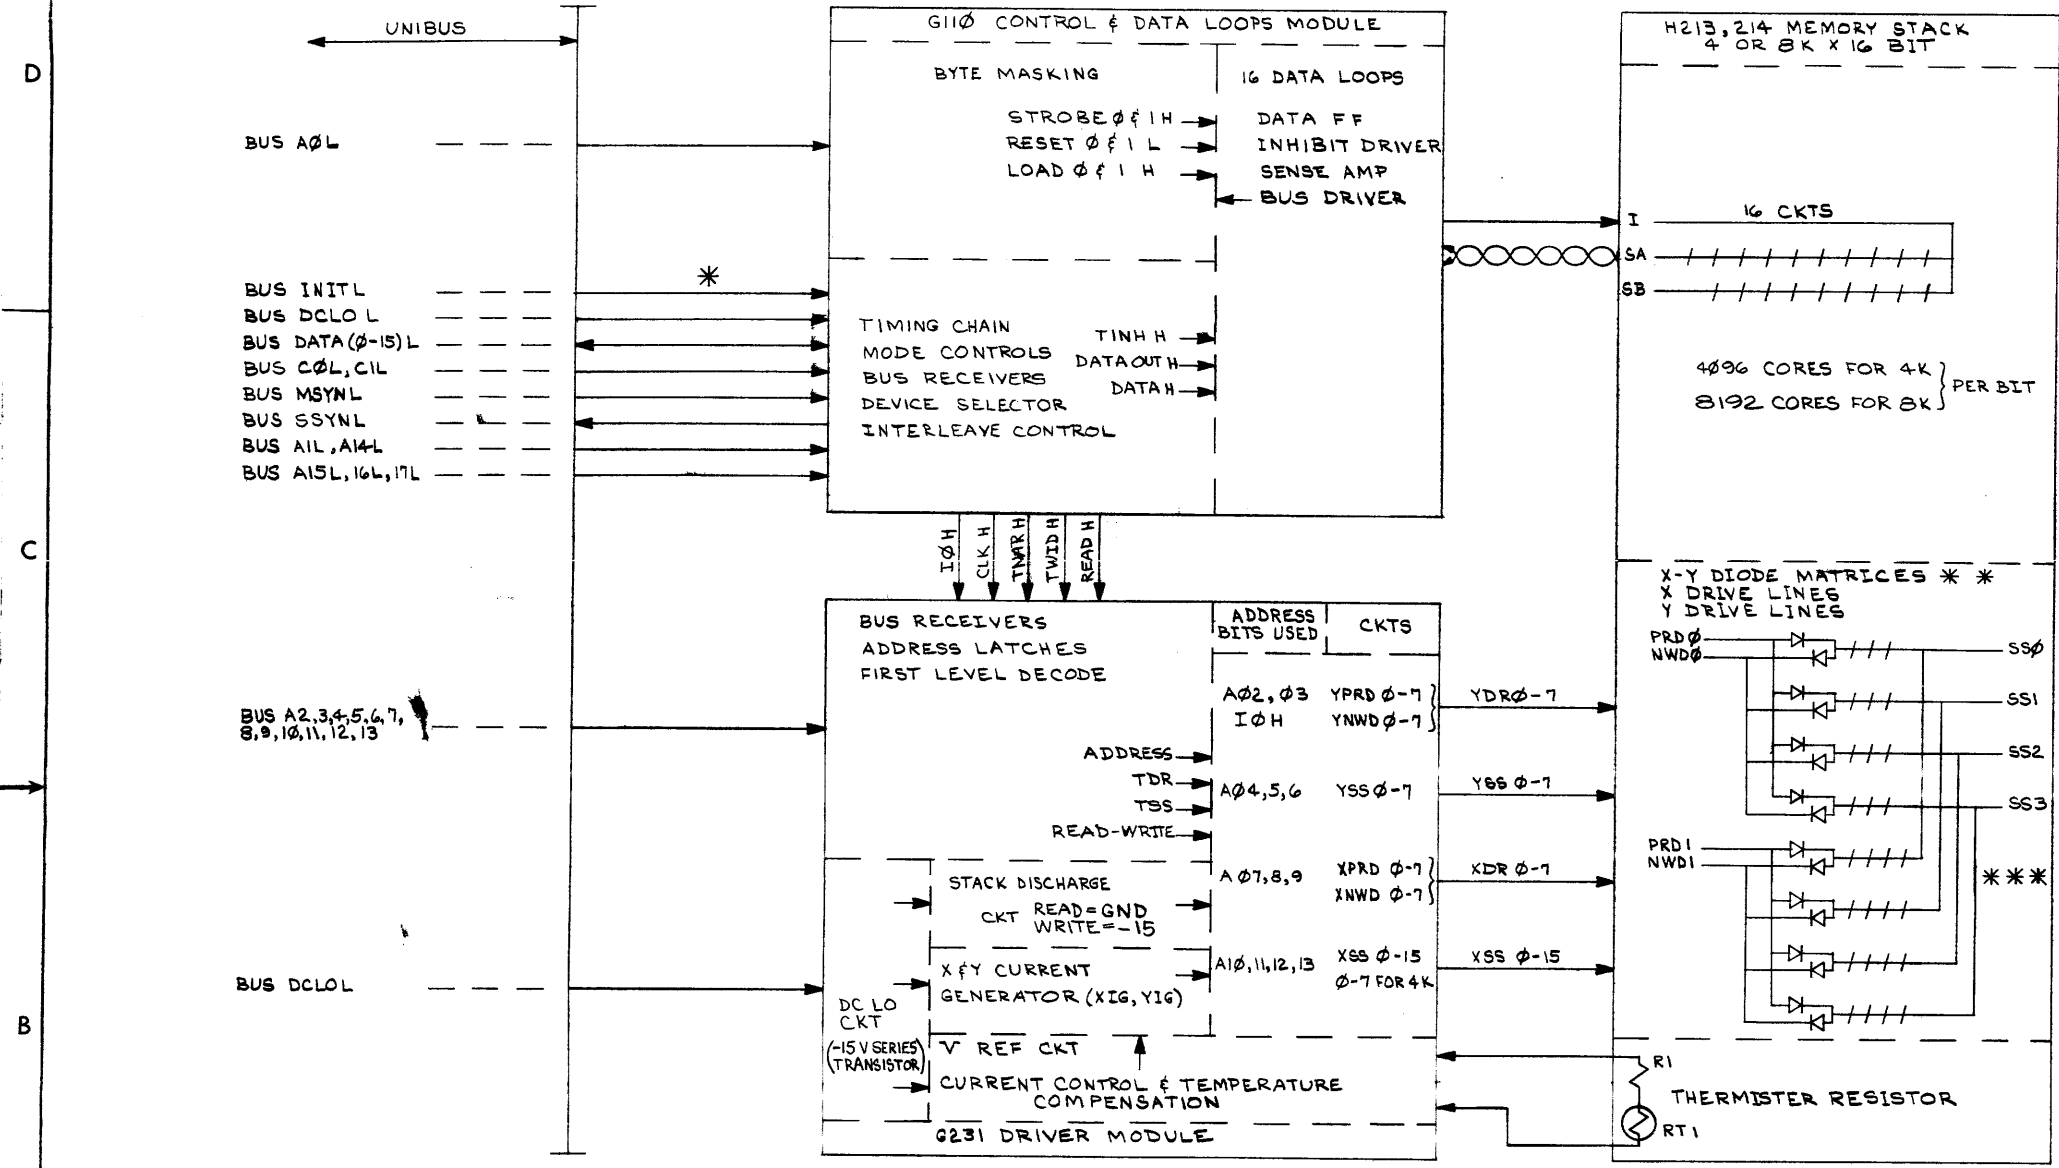 D
C
B
UNIBUS
BUS AØL
BUS INITL
BUS DCLO L
BUS DATA(Ø-15)L
BUS CØL,C1L
BUS MSYNL
BUS SSYNL
BUS A1L,A14L
BUS A15L,16L,17L
BUS A2,3,4,5,6,7,
8,9,1Ø,11,12,13
BUS DCLOL
*
G11Ø CONTROL & DATA LOOPS MODULE
BYTE MASKING
STROBE Ø & 1 H
RESET Ø & 1 L
LOAD Ø & 1 H
16 DATA LOOPS
DATA FF
INHIBIT DRIVER
SENSE AMP
BUS DRIVER
TIMING CHAIN
MODE CONTROLS
BUS RECEIVERS
DEVICE SELECTOR
INTERLEAVE CONTROL
TINH H
DATA OUT H
DATA H
IØ H
CLK H
TNAR H
TWID H
READ H
BUS RECEIVERS
ADDRESS LATCHES
FIRST LEVEL DECODE
ADDRESS
BITS USED
CKTS
AØ2,Ø3 YPRD Ø-7
IØH YNWD Ø-7
YDRØ-7
ADDRESS
TDR
TSS
READ-WRITE
AØ4,5,6 YSS Ø-7
YSS Ø-7
AØ7,8,9 XPRD Ø-7
XNWD Ø-7
XDR Ø-7
STACK DISCHARGE
CKT READ=GND
WRITE=-15
A1Ø,11,12,13 XSS Ø-15
Ø-7 FOR 4K
XSS Ø-15
X & Y CURRENT
GENERATOR (XIG, YIG)
DC LO
CKT
(-15 V SERIES
TRANSISTOR)
V REF CKT
CURRENT CONTROL & TEMPERATURE
COMPENSATION
G231 DRIVER MODULE
H213,214 MEMORY STACK
4 OR 8K X 16 BIT
I
16 CKTS
SA
SB
4Ø96 CORES FOR 4K
8192 CORES FOR 8K
PER BIT
X-Y DIODE MATRICES * *
X DRIVE LINES
Y DRIVE LINES
PRDØ
NWDØ
SSØ
SS1
SS2
SS3
PRD1
NWD1
***
R1
THERMISTER RESISTOR
RT1